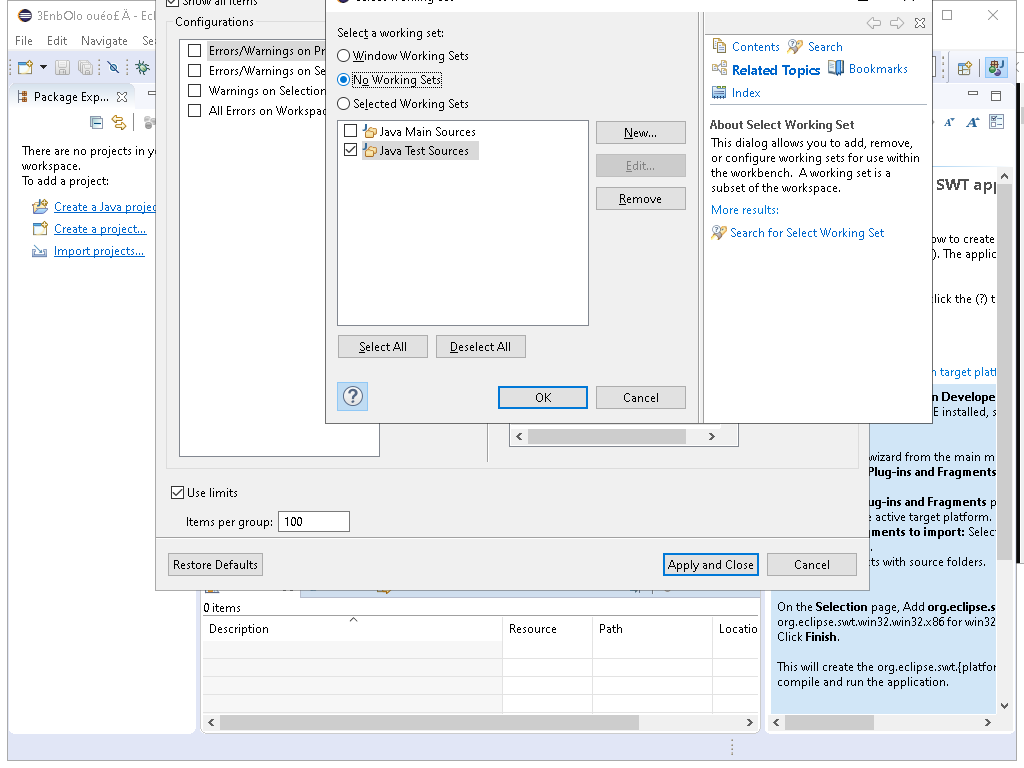 3EnbOlo ouéo£Ä - Ecl
File Edit Navigate Se
Package Exp...
There are no projects in yo
workspace.
To add a project:
Create a Java projec
Create a project...
Import projects...
Show all items
Configurations
Errors/Warnings on Pr
Errors/Warnings on Se
Warnings on Selection
All Errors on Workspac
Use limits
Items per group: 100
Restore Defaults
Apply and Close
Cancel
Select a working set:
Window Working Sets
No Working Sets
Selected Working Sets
Java Main Sources
Java Test Sources
New...
Edit...
Remove
Select All
Deselect All
OK
Cancel
Contents Search
Related Topics Bookmarks
Index
About Select Working Set
This dialog allows you to add, remove,
or configure working sets for use within
the workbench. A working set is a
subset of the workspace.
More results:
Search for Select Working Set
SWT app
ow to create
). The applic
lick the (?) t
n target platf
n Develope
E installed, s
wizard from the main m
Plug-ins and Fragments
ug-ins and Fragments p
e active target platform.
ments to import: Selec
.
ts with source folders.
On the Selection page, Add org.eclipse.s
org.eclipse.swt.win32.win32.x86 for win32
Click Finish.
This will create the org.eclipse.swt.{platfor
compile and run the application.
0 items
Description Resource Path Locatio